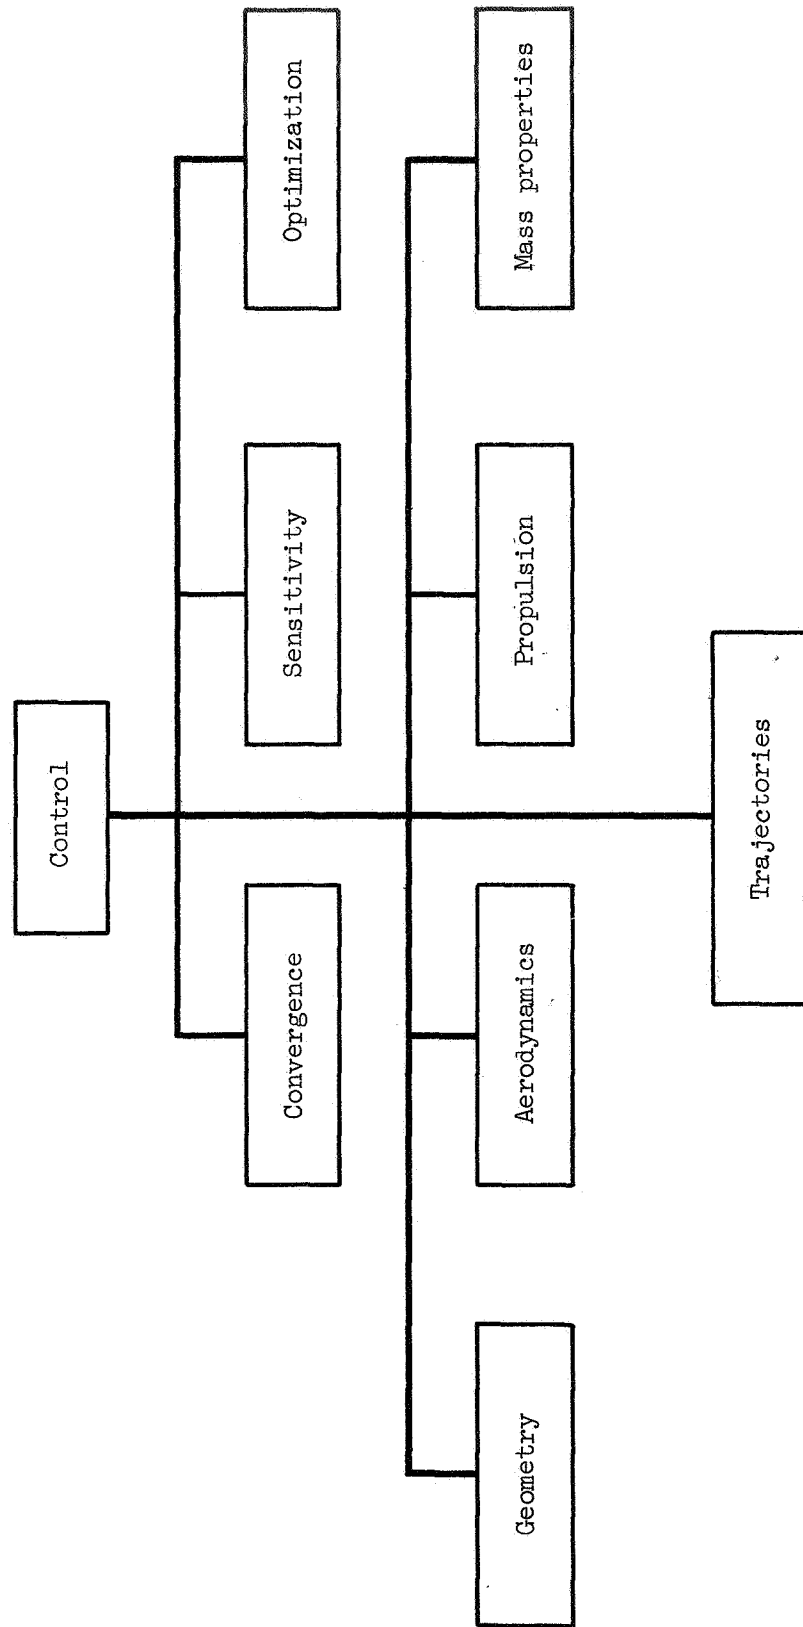 Control
Convergence
Sensitivity
Optimization
Geometry
Aerodynamics
Propulsion
Mass properties
Trajectories